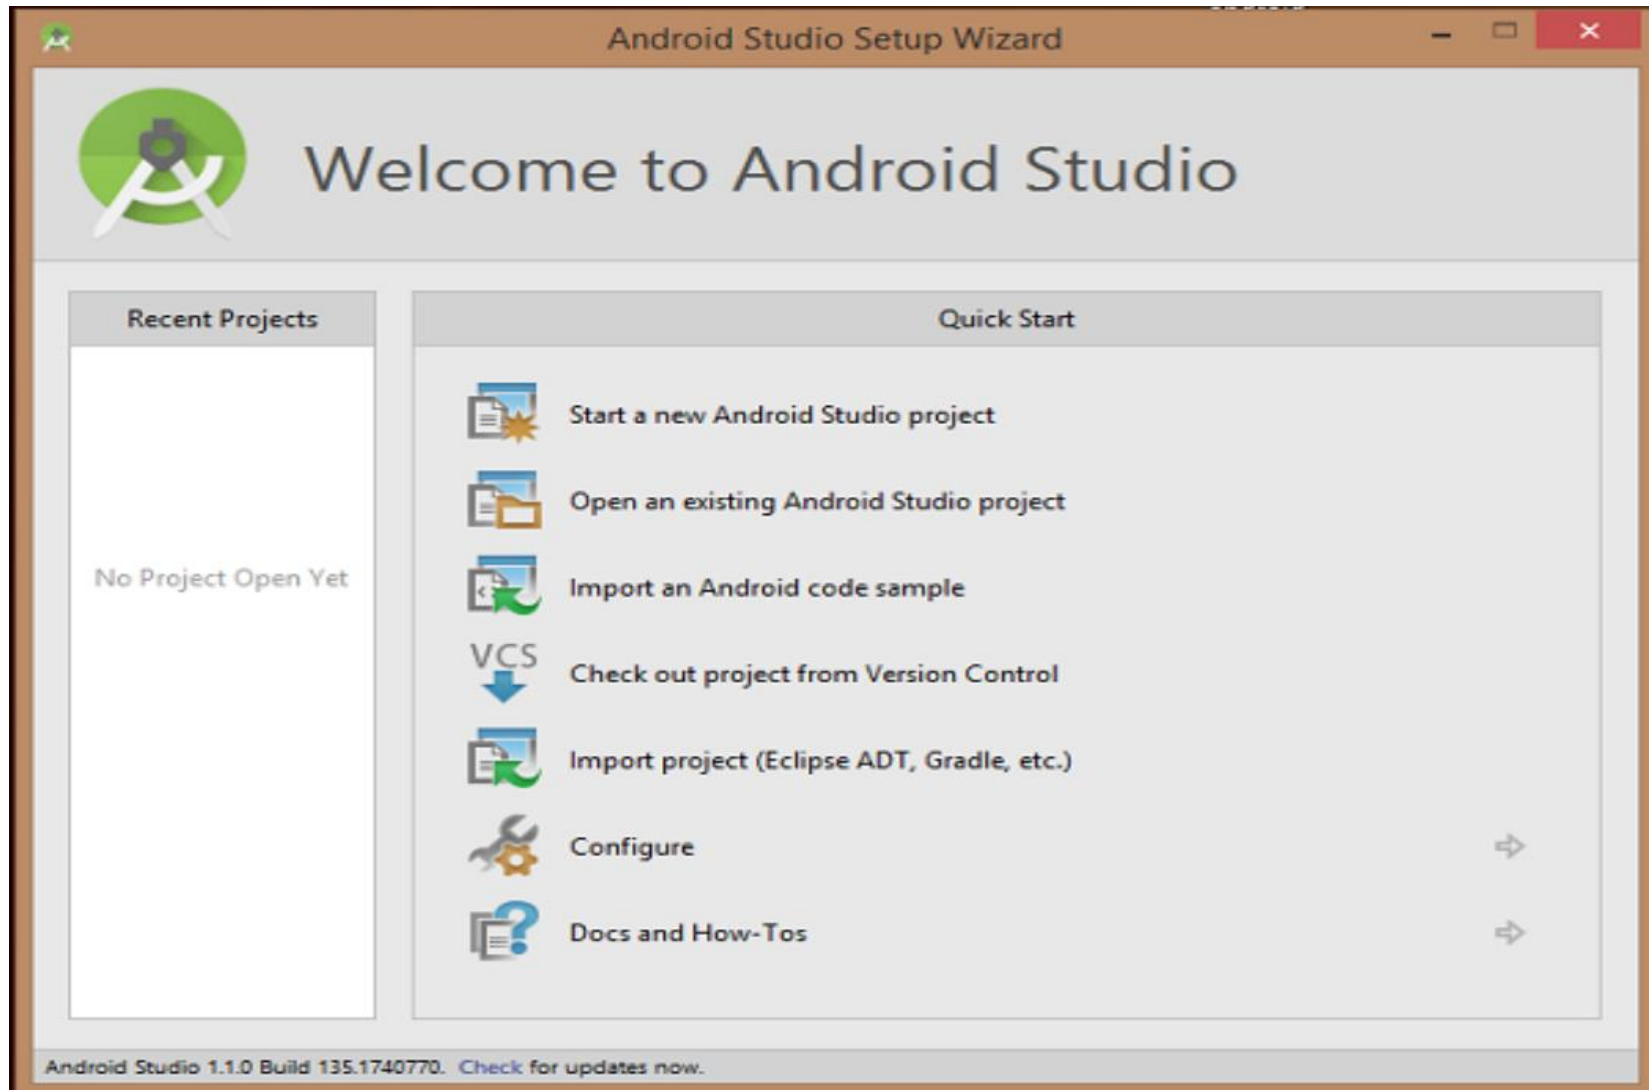 Android Studio Setup Wizard
Welcome to Android Studio
Recent Projects
No Project Open Yet
Quick Start
Start a new Android Studio project
Open an existing Android Studio project
Import an Android code sample
VCS
Check out project from Version Control
Import project (Eclipse ADT, Gradle, etc.)
Configure
Docs and How-Tos
Android Studio 1.1.0 Build 135.1740770. Check for updates now.